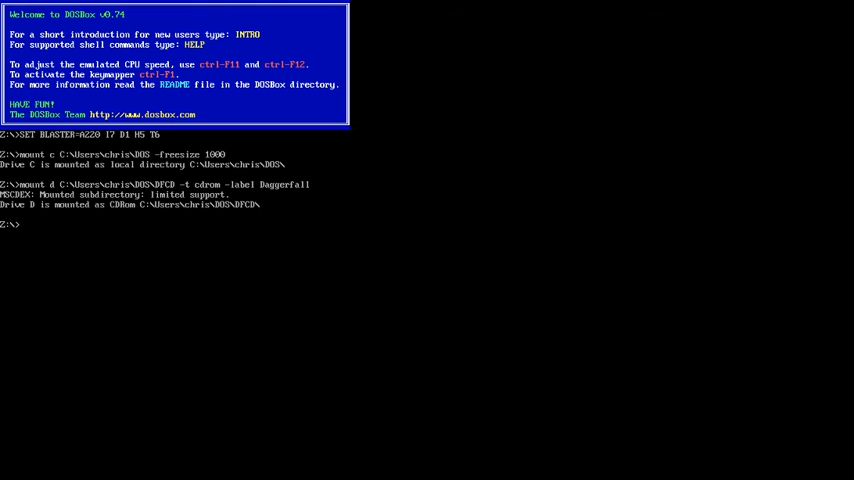 Welcome to DOSBox v0.74
For a short introduction for new users type: INTRO
For supported shell commands type: HELP
To adjust the emulated CPU speed, use ctrl-F11 and ctrl-F12.
To activate the keymapper ctrl-F1.
For more information read the README file in the DOSBox directory.
HAVE FUN!
The DOSBox Team http://www.dosbox.com
Z:\>SET BLASTER=A220 I7 D1 H5 T6
Z:\>mount c C:\Users\chris\DOS -freesize 1000
Drive C is mounted as local directory C:\Users\chris\DOS\
Z:\>mount d C:\Users\chris\DOS\DFCD -t cdrom -label Daggerfall
MSCDEX: Mounted subdirectory: limited support.
Drive D is mounted as CDRom C:\Users\chris\DOS\DFCD\
Z:\>